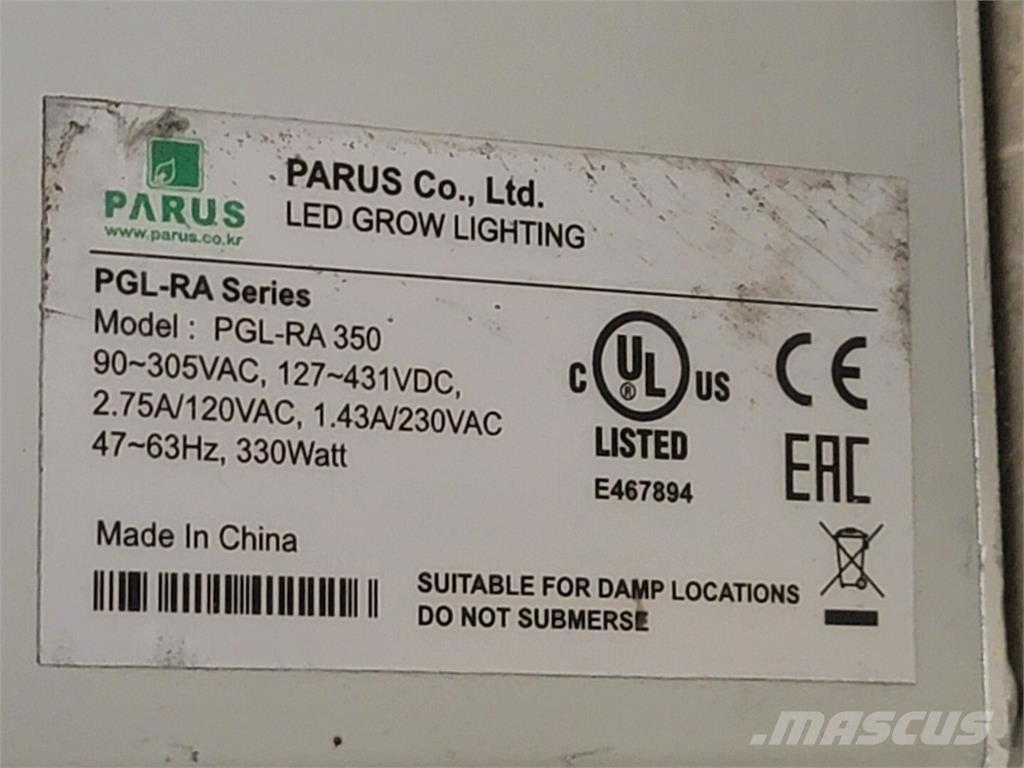 PARUS
www.parus.co.kr
PARUS Co., Ltd.
LED GROW LIGHTING
PGL-RA Series
Model : PGL-RA 350
90~305VAC, 127~431VDC,
2.75A/120VAC, 1.43A/230VAC
47~63Hz, 330Watt
C UL® US
LISTED
E467894
CE
EAC
Made In China
SUITABLE FOR DAMP LOCATIONS
DO NOT SUBMERSE
MASCUS